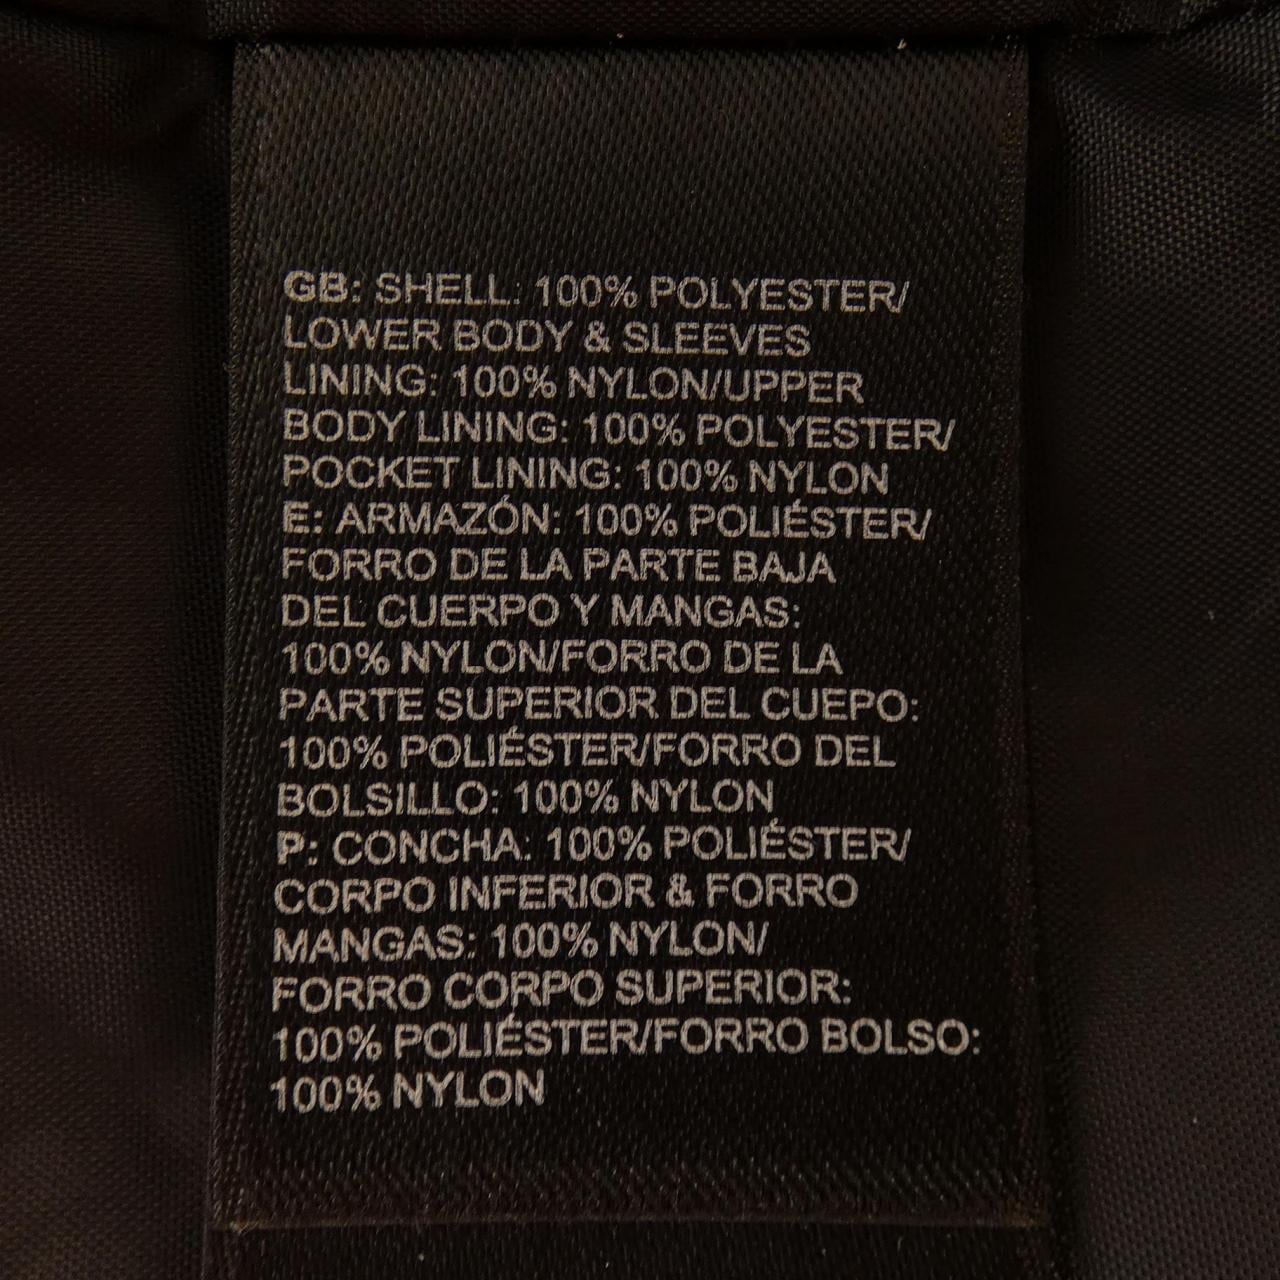 GB: SHELL: 100% POLYESTER/
LOWER BODY & SLEEVES
LINING: 100% NYLON/UPPER
BODY LINING: 100% POLYESTER/
POCKET LINING: 100% NYLON
E: ARMAZÓN: 100% POLIÉSTER/
FORRO DE LA PARTE BAJA
DEL CUERPO Y MANGAS:
100% NYLON/FORRO DE LA
PARTE SUPERIOR DEL CUEPO:
100% POLIÉSTER/FORRO DEL
BOLSILLO: 100% NYLON
P: CONCHA: 100% POLIÉSTER/
CORPO INFERIOR & FORRO
MANGAS: 100% NYLON/
FORRO CORPO SUPERIOR:
100% POLIÉSTER/FORRO BOLSO:
100% NYLON